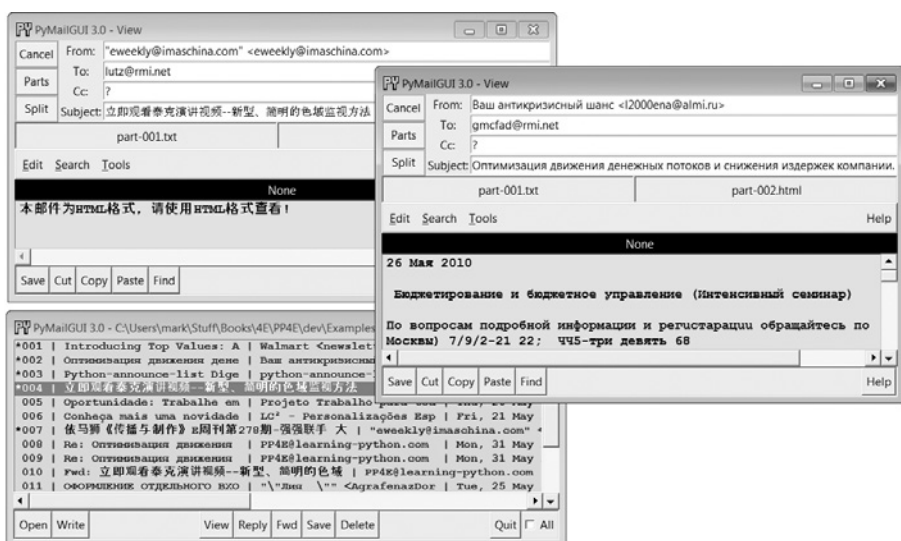 PyMailGUI 3.0 - View
Cancel From: "eweekly@imaschina.com" <eweekly@imaschina.com>
Parts To: lutz@rmi.net
Cc: ?
Split Subject: 立即观看泰克演讲视频--新型、简明的色域监视方法
part-001.txt
Edit Search Tools
None
本邮件为HTML格式，请使用HTML格式查看！
Save Cut Copy Paste Find
PyMailGUI 3.0 - View
Cancel From: Ваш антикризисный шанс <l2000ena@almi.ru>
Parts To: gmcfad@rmi.net
Cc: ?
Split Subject: Оптимизация движения денежных потоков и снижения издержек компании.
part-001.txt part-002.html
Edit Search Tools Help
None
26 Мая 2010
Бюджетирование и бюджетное управление (Интенсивный семинар)
По вопросам подробной информации и регистарации обращайтесь по
Москвы) 7/9/2-21 22; ЧЧ5-три девять 68
Save Cut Copy Paste Find Help
PyMailGUI 3.0 - C:\Users\mark\Stuff\Books\4E\PP4E\dev\Examples
*001 | Introducing Top Values: A | Walmart <newslet
*002 | Оптимизация движения дене | Ваш антикризисны
*003 | Python-announce-list Dige | python-announce-
*004 | 立即观看泰克演讲视频--新型、简明的色域监视方法
005 | Oportunidade: Trabalhe em | Projeto Trabalho
006 | Conheça mais uma novidade | LC² - Personalizações Esp | Fri, 21 May
*007 | 依马狮《传播与制作》E周刊第278期-强强联手 大 | "eweekly@imaschina.com"
008 | Re: Оптимизация движения | PP4E@learning-python.com | Mon, 31 May
009 | Re: Оптимизация движения | PP4E@learning-python.com | Mon, 31 May
010 | Fwd: 立即观看泰克演讲视频--新型、简明的色域 | PP4E@learning-python.com
011 | ОФОРМЛЕНИЕ ОТДЕЛЬНОГО ВХО | "\"Лия \"" <AgrafenazDor | Tue, 25 May
Open Write View Reply Fwd Save Delete Quit All